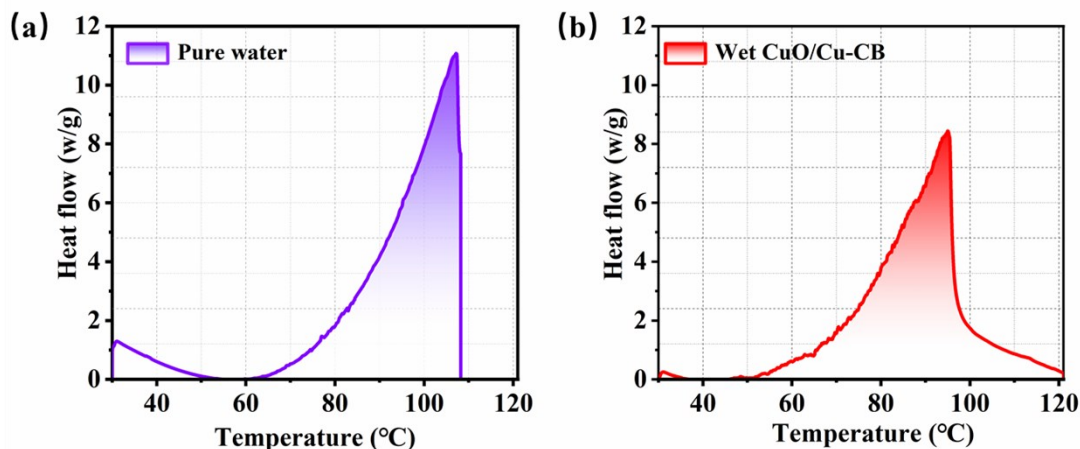 (a)
Pure water
12
10
8
6
4
2
0
Heat flow (w/g)
40 60 80 100 120
Temperature (℃)
(b)
Wet CuO/Cu-CB
12
10
8
6
4
2
0
Heat flow (w/g)
40 60 80 100 120
Temperature (℃)